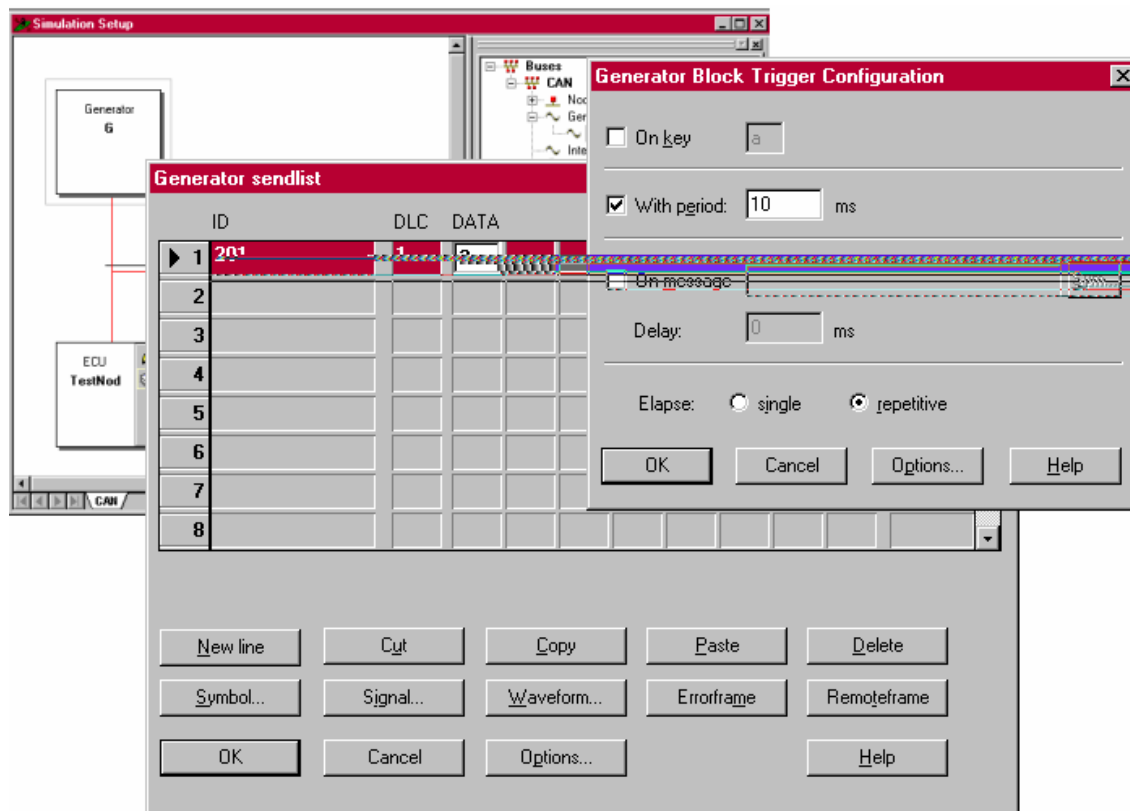 Simulation Setup
Generator
G
ECU
TestNod
CAN
Buses
CAN
Generator sendlist
ID DLC DATA
1 201 1
2
3
4
5
6
7
8
New line Cut Copy Paste Delete
Symbol... Signal... Waveform... Errorframe Remoteframe
OK Cancel Options... Help
Generator Block Trigger Configuration
On key a
With period: 10 ms
On message
Delay: 0 ms
Elapse: single repetitive
OK Cancel Options... Help